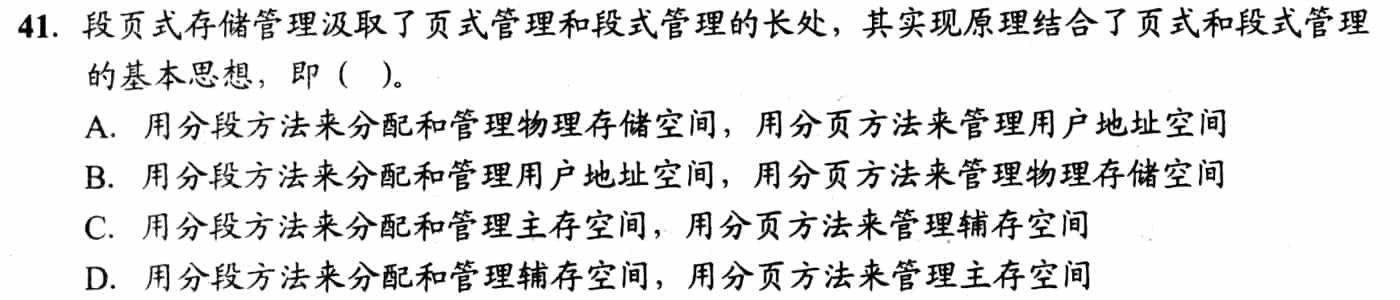 41. 段页式存储管理汲取了页式管理和段式管理的长处，其实现原理结合了页式和段式管理
的基本思想，即（ ）。
A. 用分段方法来分配和管理物理存储空间，用分页方法来管理用户地址空间
B. 用分段方法来分配和管理用户地址空间，用分页方法来管理物理存储空间
C. 用分段方法来分配和管理主存空间，用分页方法来管理辅存空间
D. 用分段方法来分配和管理辅存空间，用分页方法来管理主存空间